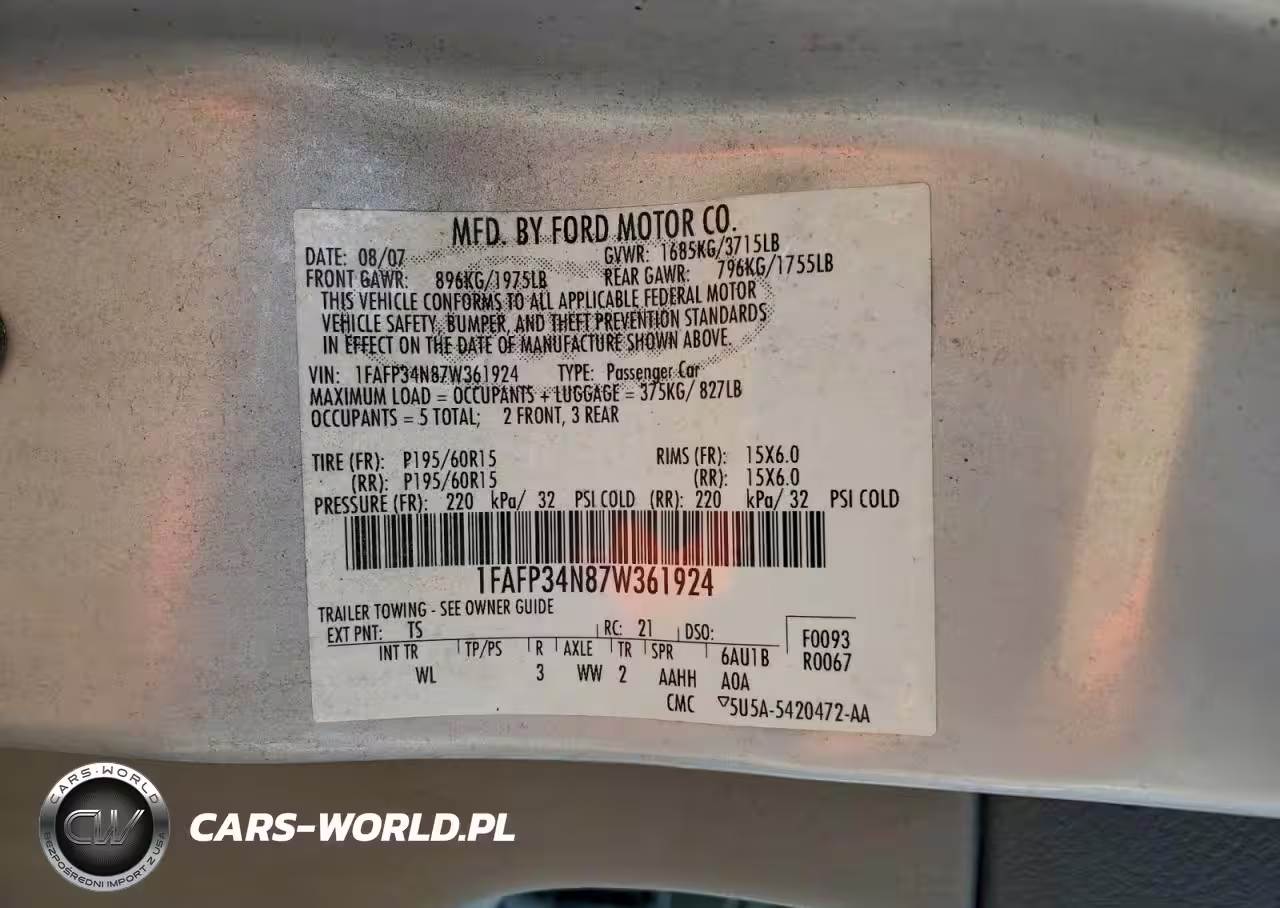 MFD. BY FORD MOTOR CO.
DATE: 08/07 GVWR: 1685KG/3715LB
FRONT GAWR: 896KG/1975LB REAR GAWR: 796KG/1755LB
THIS VEHICLE CONFORMS TO ALL APPLICABLE FEDERAL MOTOR
VEHICLE SAFETY, BUMPER, AND THEFT PREVENTION STANDARDS
IN EFFECT ON THE DATE OF MANUFACTURE SHOWN ABOVE.
VIN: 1FAFP34N87W361924 TYPE: Passenger Car
MAXIMUM LOAD = OCCUPANTS + LUGGAGE = 375KG/ 827LB
OCCUPANTS = 5 TOTAL; 2 FRONT, 3 REAR
TIRE (FR): P195/60R15 RIMS (FR): 15X6.0
(RR): P195/60R15 (RR): 15X6.0
PRESSURE (FR): 220 kPa/ 32 PSI COLD (RR): 220 kPa/ 32 PSI COLD
1FAFP34N87W361924
TRAILER TOWING - SEE OWNER GUIDE
EXT PNT: TS RC: 21 DSO: F0093
INT TR TP/PS R AXLE TR SPR 6AU1B R0067
WL 3 WW 2 AAHH A0A
CMC ▽5U5A-5420472-AA
CARS-WORLD
CW
BEZPOŚREDNI IMPORT Z USA
CARS-WORLD.PL